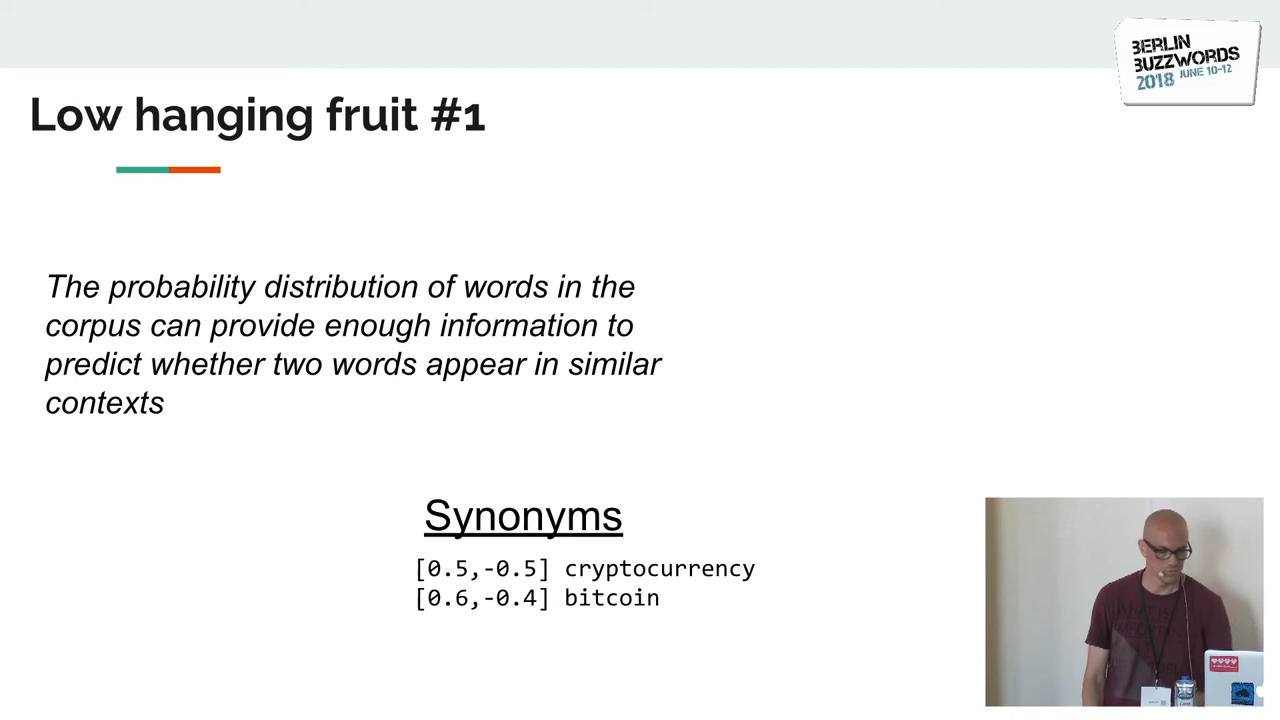 BERLIN
BUZZWORDS
2018 JUNE 10-12
Low hanging fruit #1
The probability distribution of words in the
corpus can provide enough information to
predict whether two words appear in similar
contexts
Synonyms
[0.5,-0.5] cryptocurrency
[0.6,-0.4] bitcoin
WHAT IS